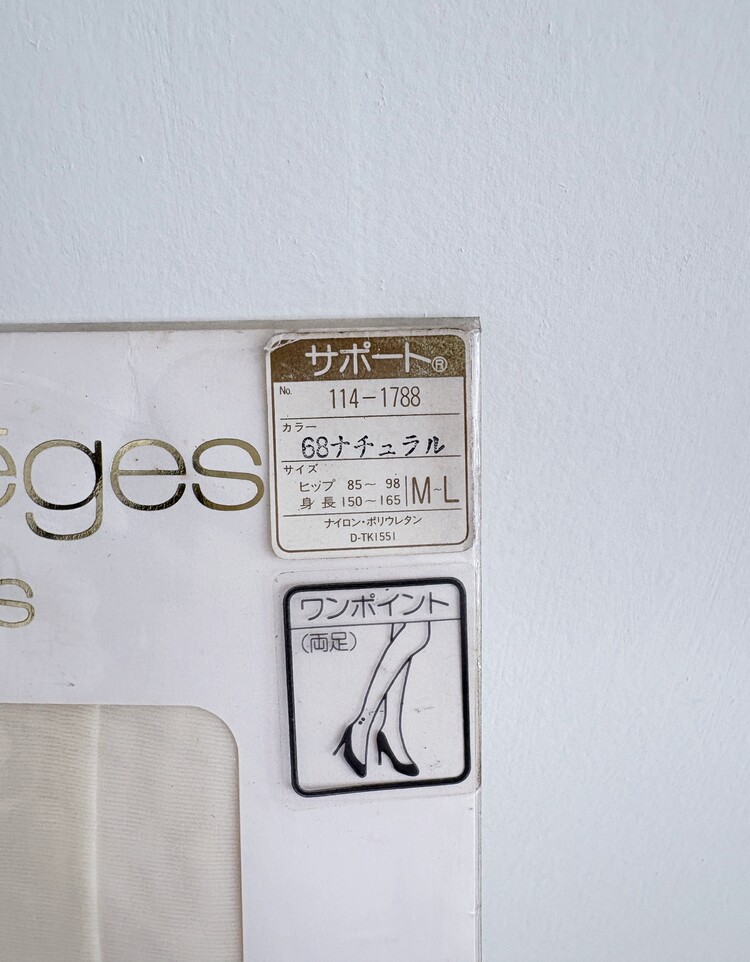 サポート®
No. 114-1788
カラー
68ナチュラル
サイズ
ヒップ 85～98
身長 150～165
M~L
ナイロン・ポリウレタン
D-TK1551
èges
s
ワンポイント
(両足)